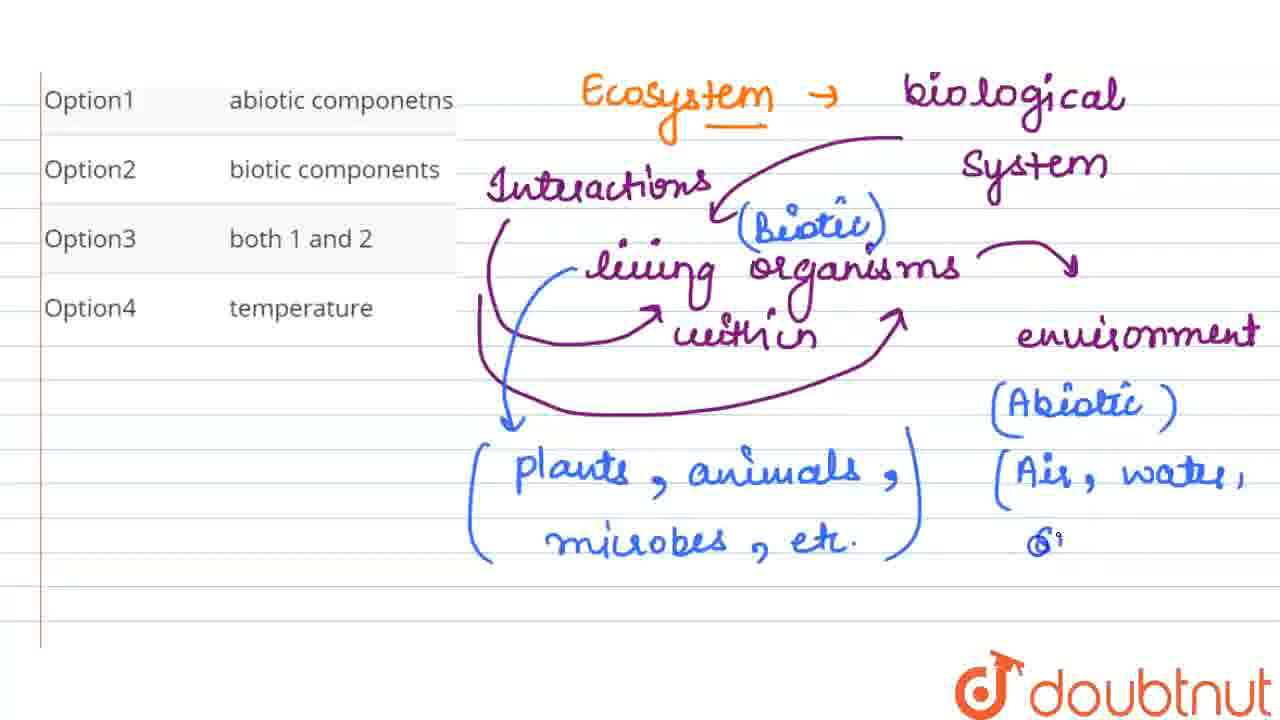 Option1 abiotic componetns
Option2 biotic components
Option3 both 1 and 2
Option4 temperature
Ecosystem → biological
system
Interactions
(Biotic)
living organisms
within environment
(Abiotic)
(plants, animals,
microbes, etc.)
(Air, water,
doubtnut